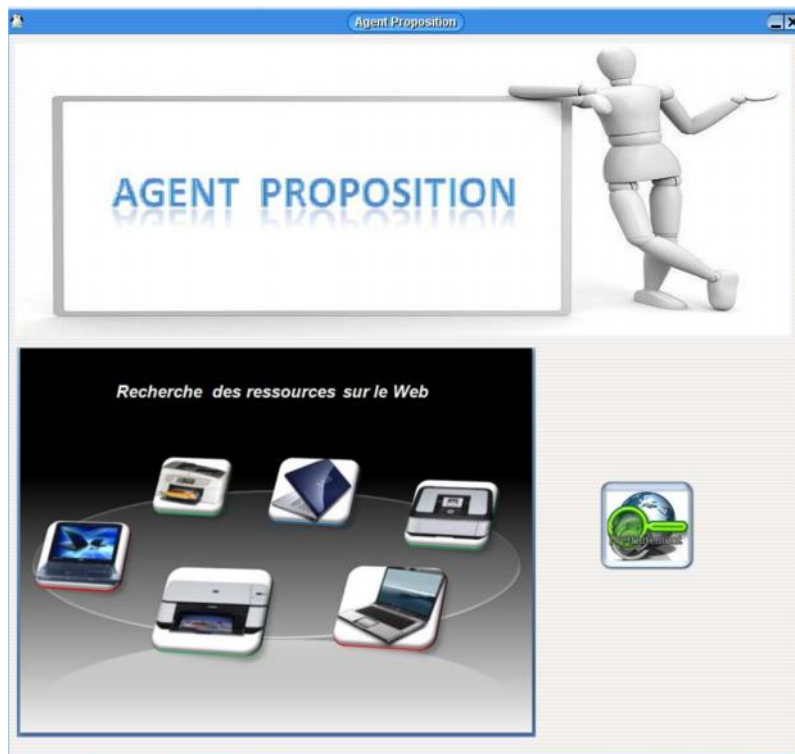 Agent Proposition
AGENT PROPOSITION
Recherche des ressources sur le Web